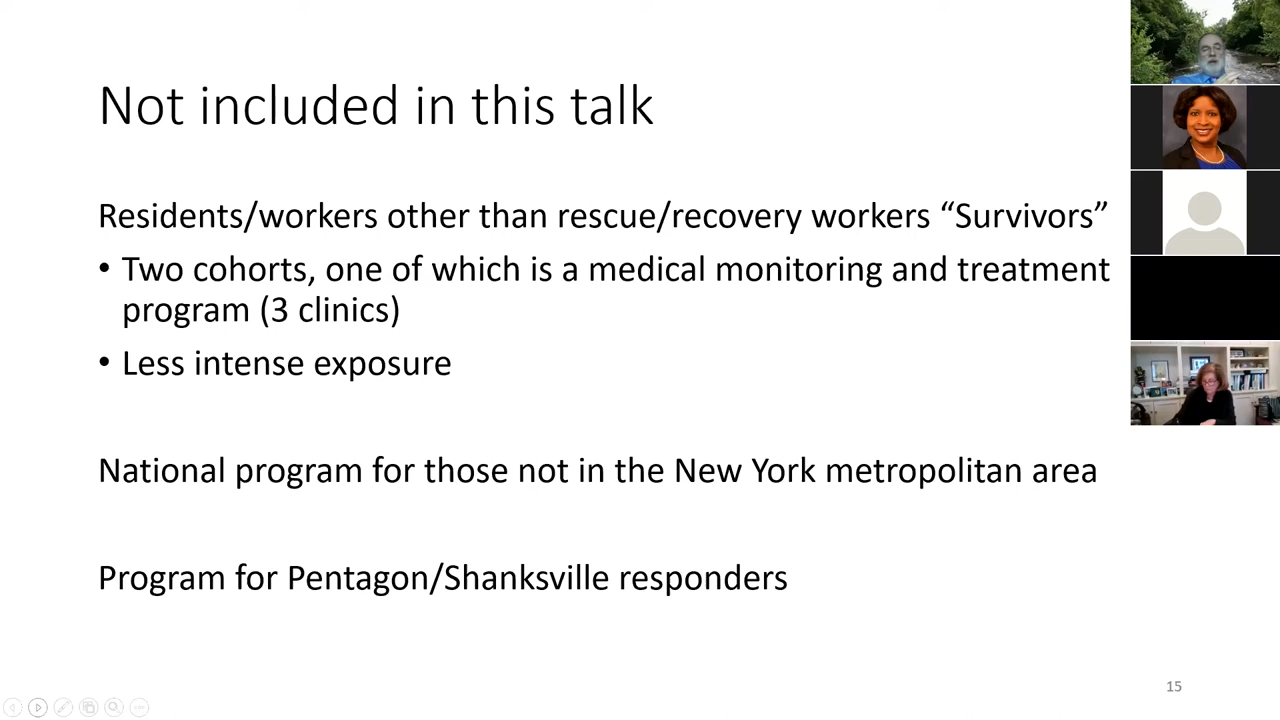 Not included in this talk
Residents/workers other than rescue/recovery workers “Survivors”
• Two cohorts, one of which is a medical monitoring and treatment
program (3 clinics)
• Less intense exposure
National program for those not in the New York metropolitan area
Program for Pentagon/Shanksville responders
15